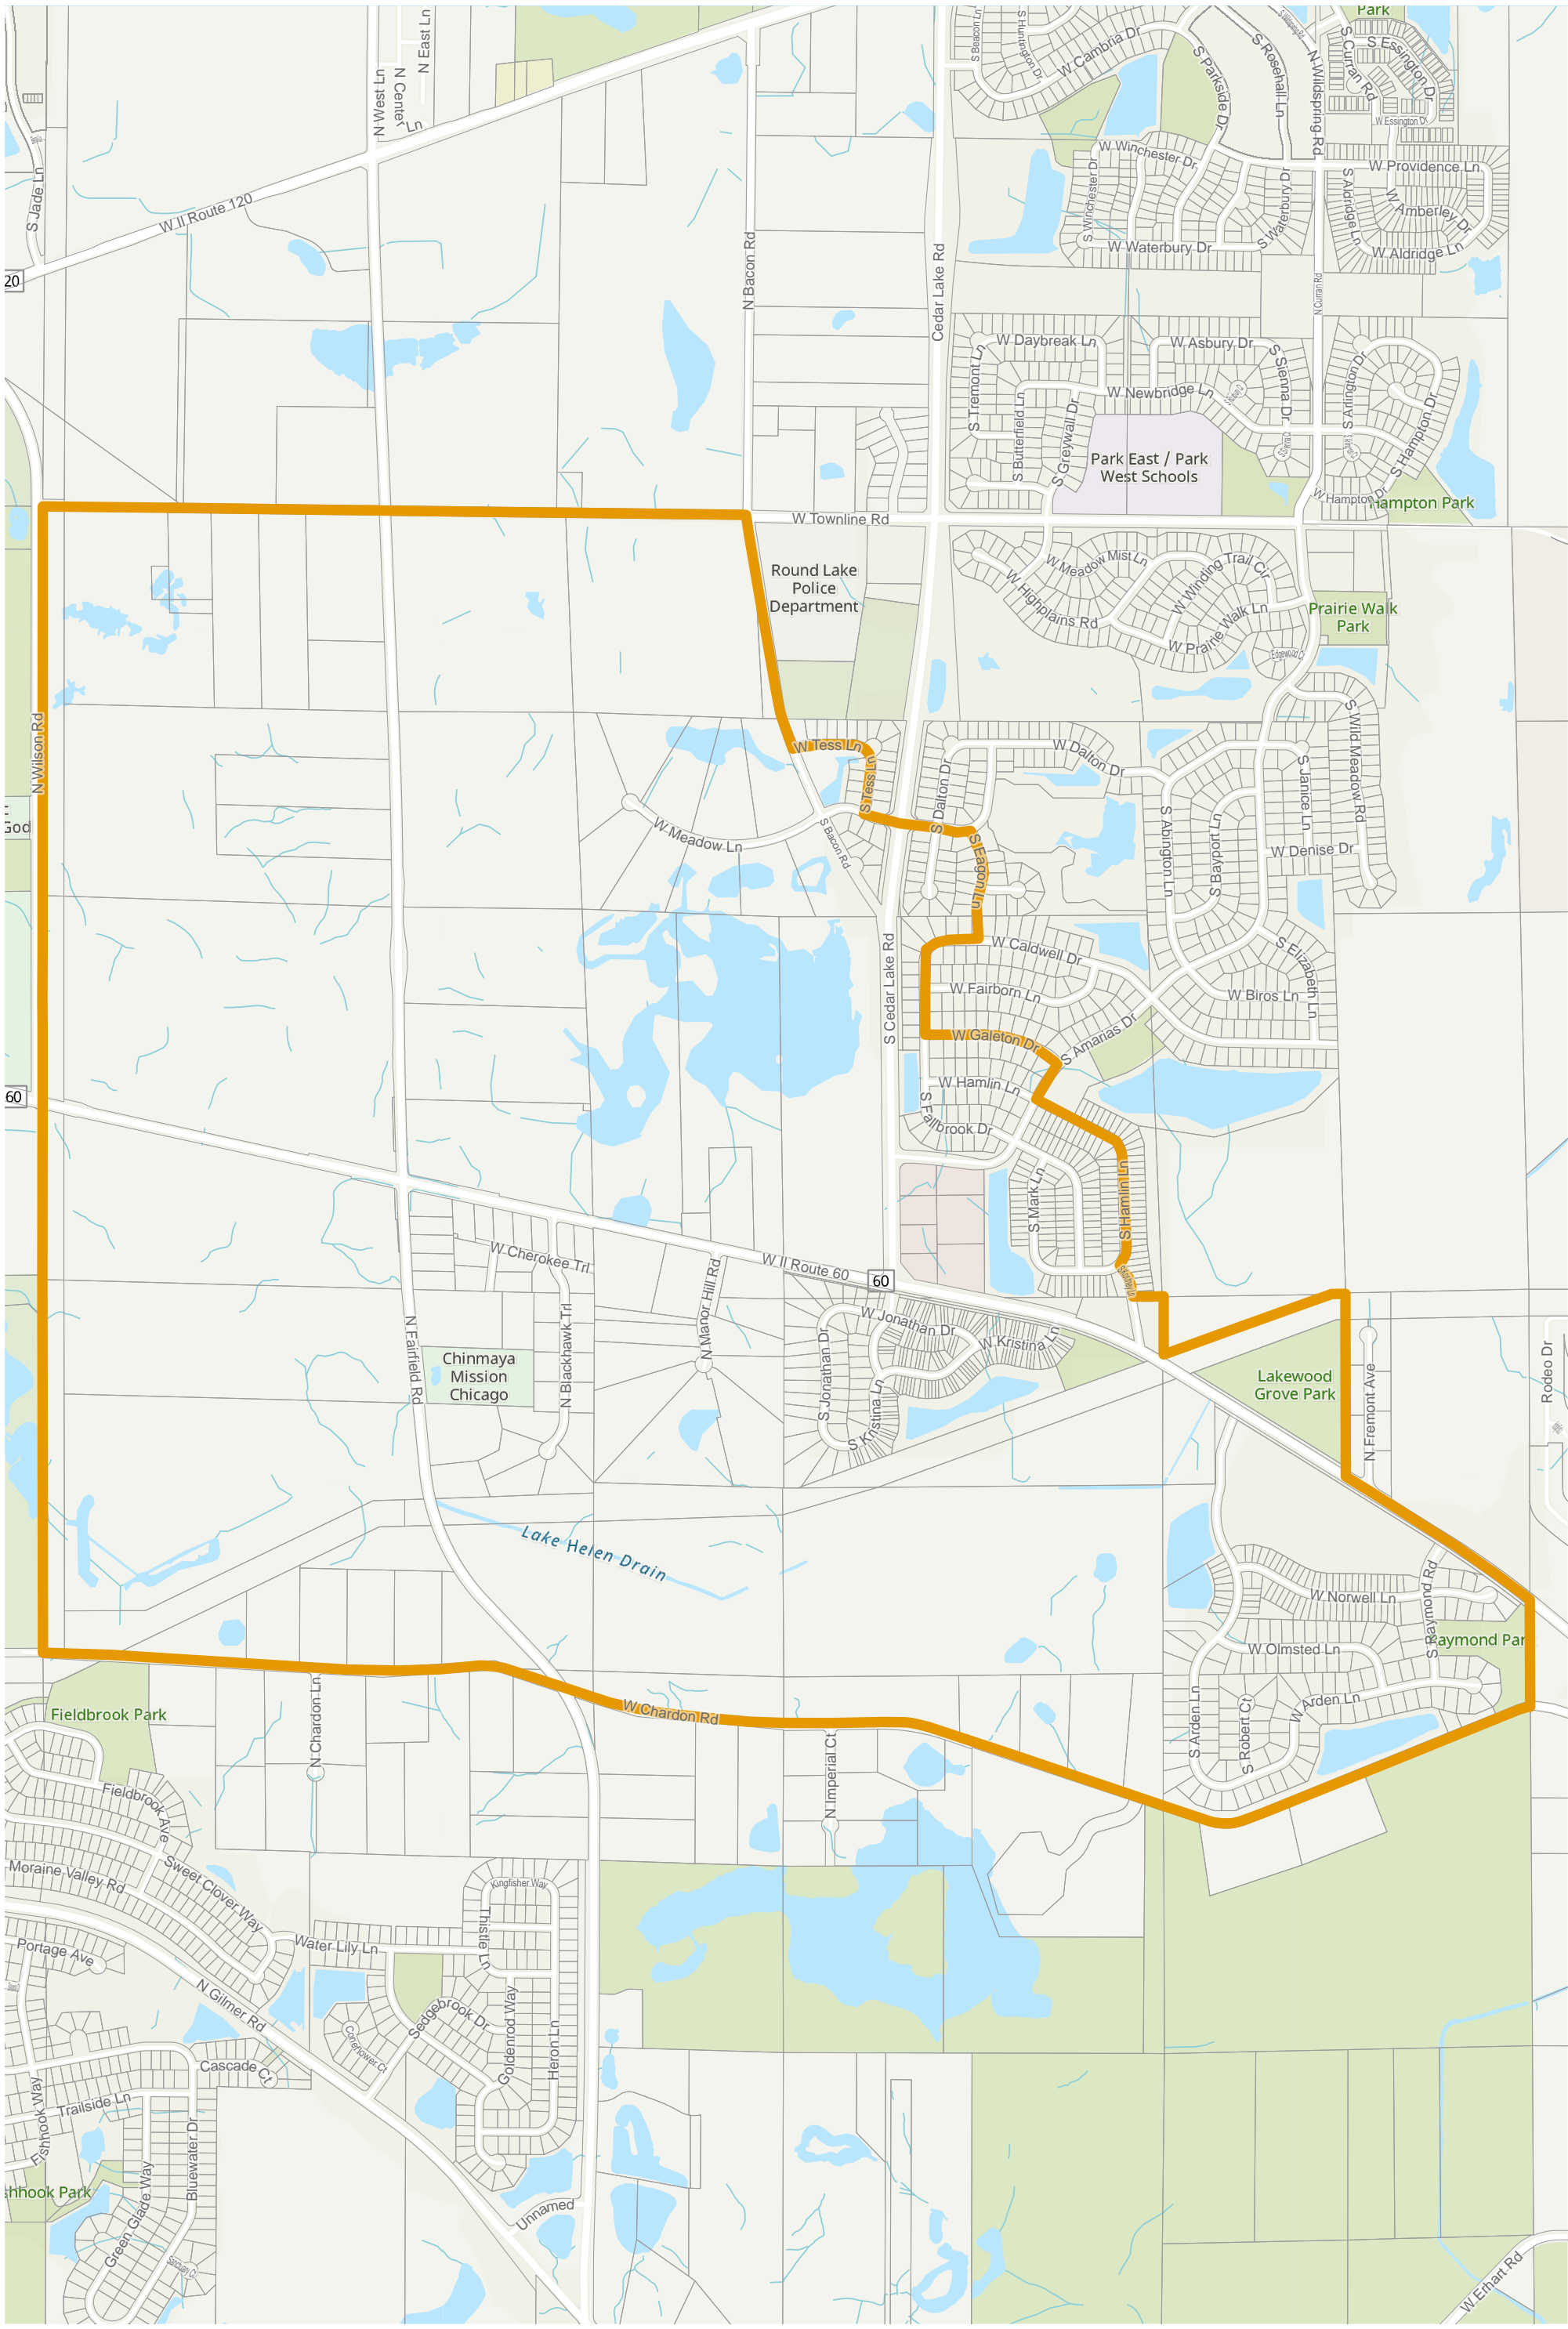 Park
N East Ln
N Center
Ln
N West Ln
S Beacon Ln
S Huntington Dr
W Cambria Dr
S Parkside Dr
S Rosehall Ln
N Wildspring Rd
S Curran Rd
S Essington Dr
W Essington D
S Jade Ln
W Il Route 120
20
W Winchester Dr
S Winchester Dr
W Waterbury Dr
S Waterbury Dr
W Providence Ln
S Aldridge Ln
W Amberley Dr
W Aldridge Ln
N Bacon Rd
Cedar Lake Rd
N Curran Rd
W Daybreak Ln
S Tremont Ln
S Butterfield Ln
S Greywall Dr
W Asbury Dr
W Newbridge Ln
S Sienna Dr
S Arlington Dr
S Hampton Dr
W Hampton Dr
Hampton Park
Park East / Park
West Schools
W Townline Rd
Round Lake
Police
Department
W Meadow Mist Ln
W Highplains Rd
W Winding Trail Cir
W Prairie Walk Ln
Prairie Walk
Park
Edgewood Ct
N Wilson Rd
God
W Tess Ln
S Tess Ln
W Meadow Ln
S Bacon Rd
S Dalton Dr
W Dalton Dr
S Eagon Ln
S Abington Ln
S Bayport Ln
S Janice Ln
S Wild Meadow Rd
W Denise Dr
S Elizabeth Ln
W Biros Ln
S Cedar Lake Rd
W Caldwell Dr
W Fairborn Ln
W Galeton Dr
S Amarias Dr
W Hamlin Ln
S Fallbrook Dr
S Mark Ln
S Hamlin Ln
60
W Cherokee Trl
N Blackhawk Trl
N Manor Hill Rd
W Il Route 60
60
N Fairfield Rd
Chinmaya
Mission
Chicago
W Jonathan Dr
S Jonathan Dr
W Kristina Ln
S Kristina Ln
Lakewood
Grove Park
N Fremont Ave
Rodeo Dr
Lake Helen Drain
W Norwell Ln
S Raymond Rd
W Olmsted Ln
aymond Par
W Arden Ln
S Arden Ln
S Robert Ct
W Chardon Rd
N Chardon Ln
N Imperial Ct
Fieldbrook Park
Fieldbrook Ave
Moraine Valley Rd
Sweet Clover Way
Kingfisher Way
Thistle Ln
Water Lily Ln
Portage Ave
N Gilmer Rd
Sedgebrook Dr
Coneflower Ct
Goldenrod Way
Heron Ln
Cascade Ct
Fishhook Way
Trailside Ln
Bluewater Dr
Green Glade Way
shhook Park
Sanctuary Ct
Unnamed
W Erhart Rd